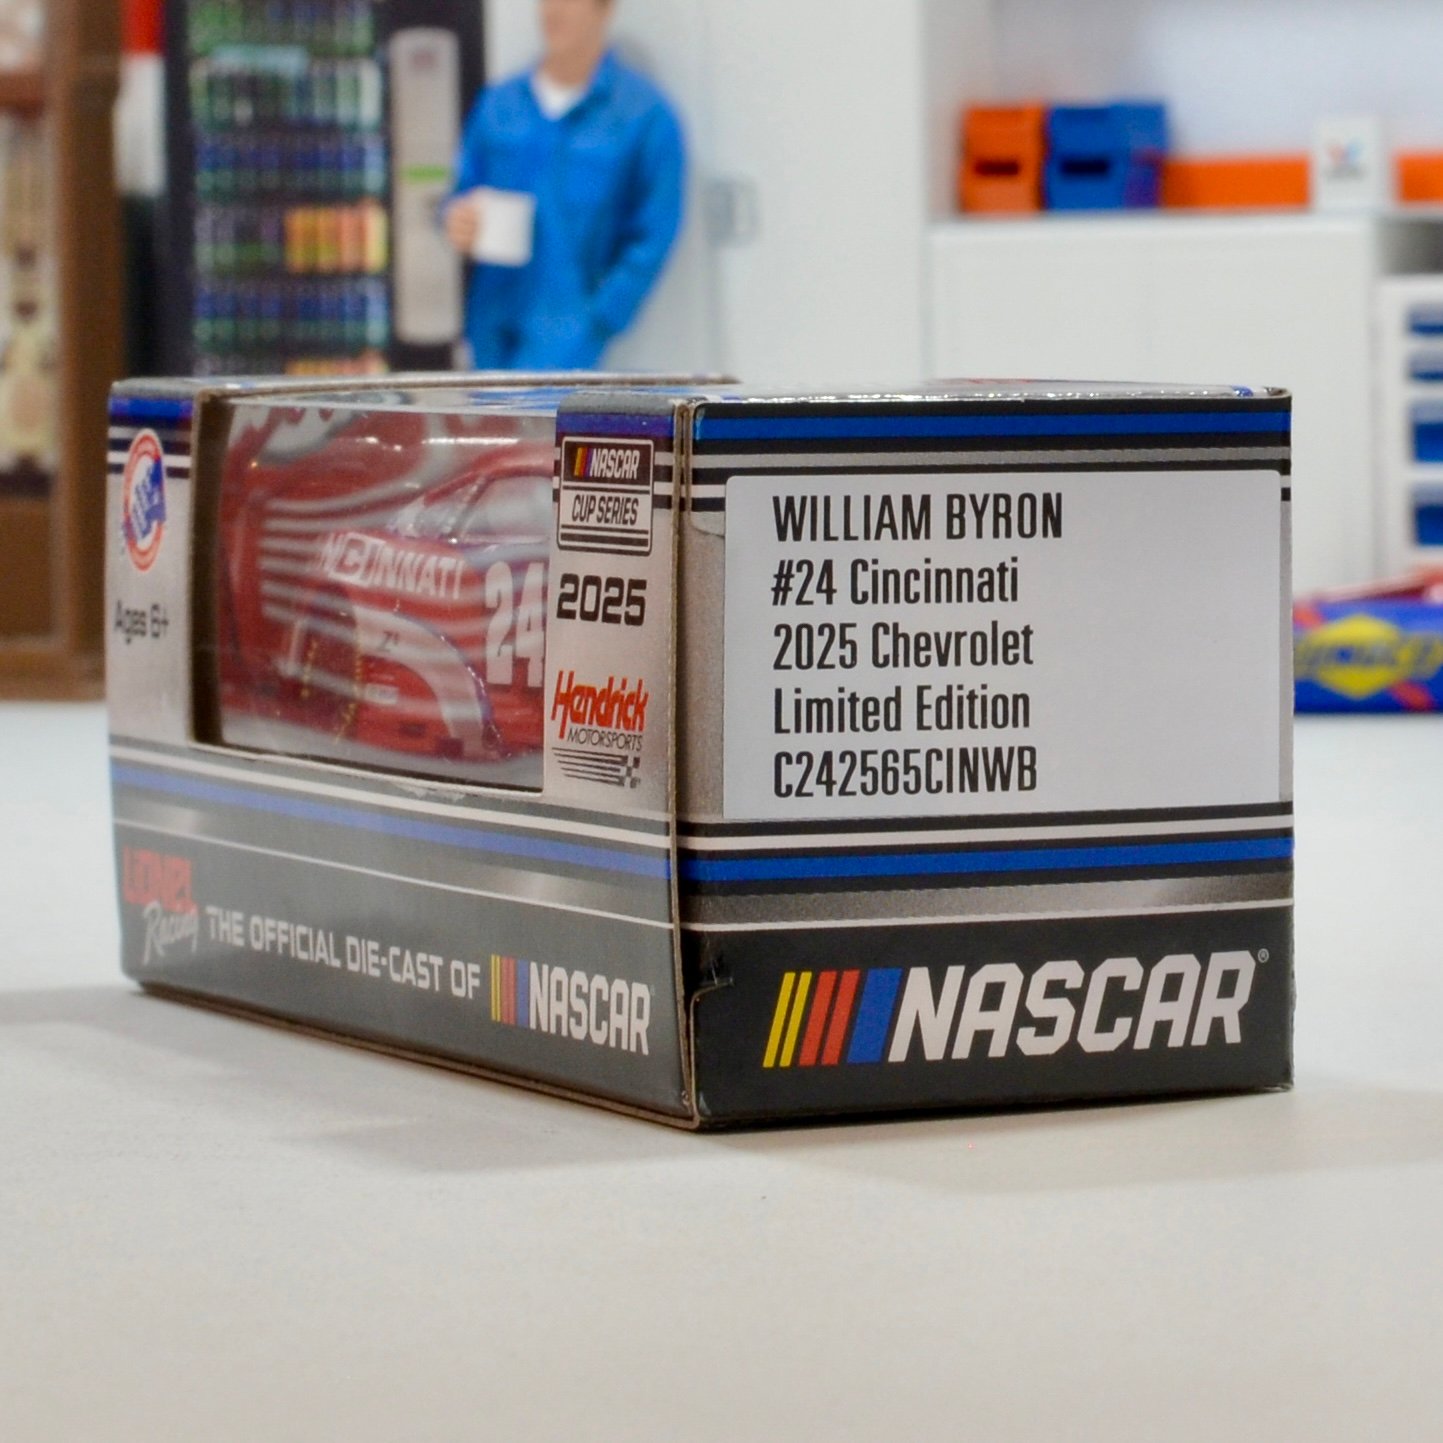 Ages 6+
CINCINNATI
24
NASCAR
CUP SERIES
2025
Hendrick
MOTORSPORTS
LIONEL
Racing
THE OFFICIAL DIE-CAST OF
NASCAR
WILLIAM BYRON
#24 Cincinnati
2025 Chevrolet
Limited Edition
C242565CINWB
NASCAR®